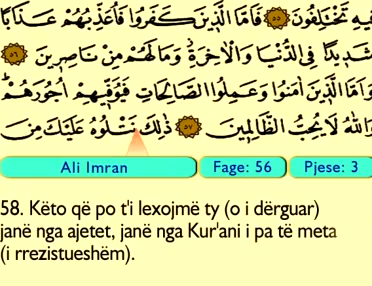 فِيهِ تَخْتَلِفُونَ ۝٥٥ فَأَمَّا الَّذِينَ كَفَرُوا فَأُعَذِّبُهُمْ عَذَابًا
شَدِيدًا فِي الدُّنْيَا وَالْآخِرَةِ وَمَا لَهُمْ مِنْ نَاصِرِينَ ۝٥٦
وَأَمَّا الَّذِينَ آمَنُوا وَعَمِلُوا الصَّالِحَاتِ فَيُوَفِّيهِمْ أُجُورَهُمْ
وَاللَّهُ لَا يُحِبُّ الظَّالِمِينَ ۝٥٧ ذَٰلِكَ نَتْلُوهُ عَلَيْكَ مِنَ
Ali Imran Fage: 56 Pjese: 3
58. Këto që po t'i lexojmë ty (o i dërguar)
janë nga ajetet, janë nga Kur'ani i pa të meta
(i rrezistueshëm).